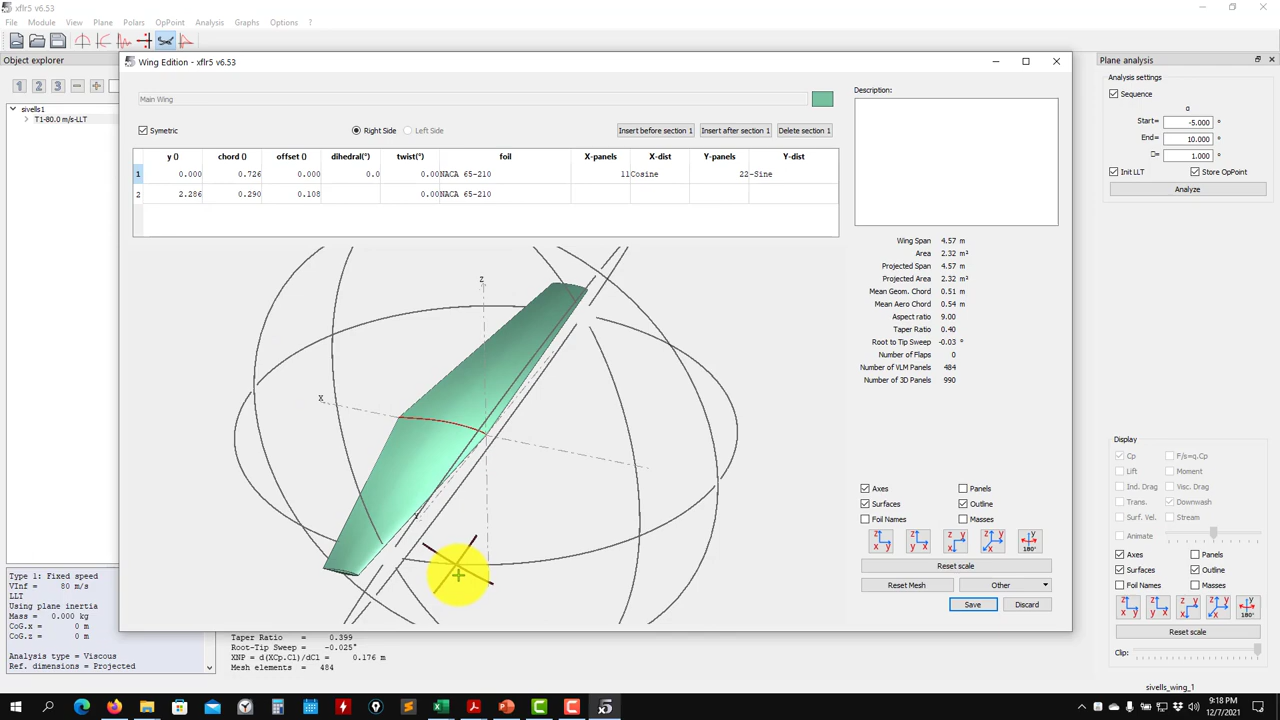 xflr5 v6.53
File Module View Plane Polars OpPoint Analysis Graphs Options ?
Object explorer
1 2 3
sivells1
T1-80.0 m/s-LLT
Wing Edition - xflr5 v6.53
Main Wing
Symetric Right Side Left Side Insert before section 1 Insert after section 1 Delete section 1
y () chord () offset () dihedral(°) twist(°) foil X-panels X-dist Y-panels Y-dist
1 0.000 0.726 0.000 0.0 0.00 NACA 65-210 11 Cosine 22 -Sine
2 2.286 0.290 0.108 0.00 NACA 65-210
Z
X
Y
Description:
Wing Span 4.57 m
Area 2.32 m²
Projected Span 4.57 m
Projected Area 2.32 m²
Mean Geom. Chord 0.51 m
Mean Aero Chord 0.54 m
Aspect ratio 9.00
Taper Ratio 0.40
Root to Tip Sweep -0.03 °
Number of Flaps 0
Number of VLM Panels 484
Number of 3D Panels 990
Axes Panels
Surfaces Outline
Foil Names Masses
Reset scale
Reset Mesh Other
Save Discard
Plane analysis
Analysis settings
Sequence
α
Start= -5.000 °
End= 10.000 °
1.000 °
Init LLT Store OpPoint
Analyze
Display
Cp F/s=q.Cp
Lift Moment
Ind. Drag Visc. Drag
Trans. Downwash
Surf. Vel. Stream
Animate
Axes Panels
Surfaces Outline
Foil Names Masses
Reset scale
Clip:
Type 1: Fixed speed
VInf = 80 m/s
LLT
Using plane inertia
Mass = 0.000 kg
CoG.x = 0 m
CoG.z = 0 m
Analysis type = Viscous
Ref. dimensions = Projected
Taper Ratio = 0.399
Root-Tip Sweep = -0.025°
XNP = d(XCp.Cl)/dCl = 0.176 m
Mesh elements = 484
sivells_wing_1
9:18 PM
12/7/2021